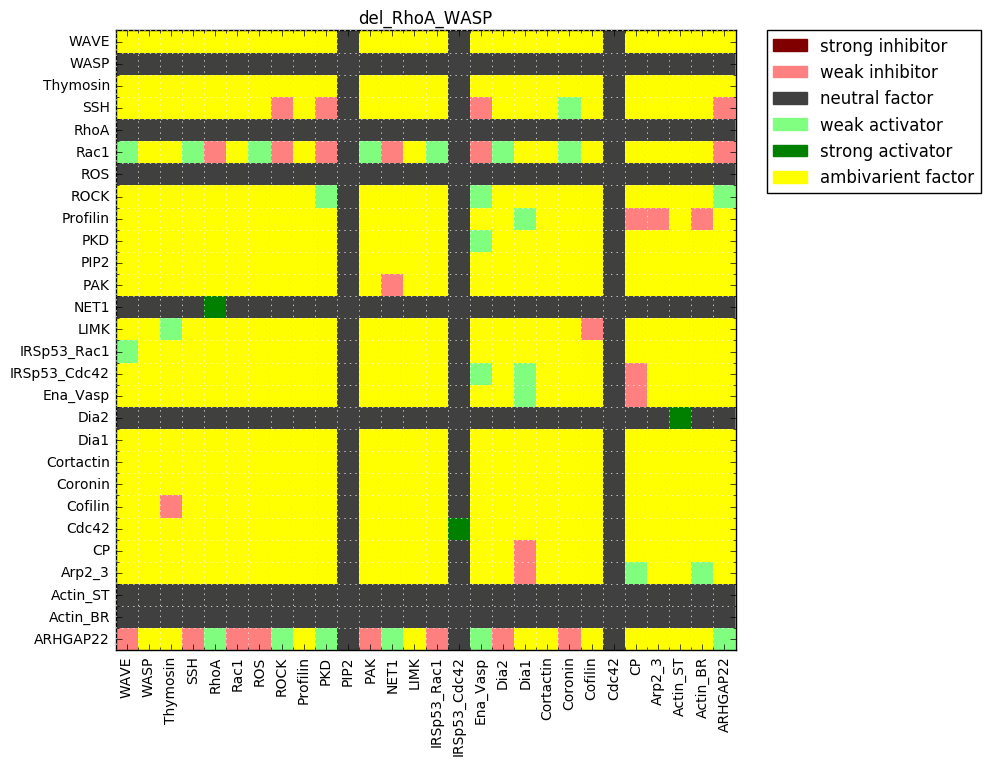 del_RhoA_WASP
WAVE
WASP
Thymosin
SSH
RhoA
Rac1
ROS
ROCK
Profilin
PKD
PIP2
PAK
NET1
LIMK
IRSp53_Rac1
IRSp53_Cdc42
Ena_Vasp
Dia2
Dia1
Cortactin
Coronin
Cofilin
Cdc42
CP
Arp2_3
Actin_ST
Actin_BR
ARHGAP22
WAVE
WASP
Thymosin
SSH
RhoA
Rac1
ROS
ROCK
Profilin
PKD
PIP2
PAK
NET1
LIMK
IRSp53_Rac1
IRSp53_Cdc42
Ena_Vasp
Dia2
Dia1
Cortactin
Coronin
Cofilin
Cdc42
CP
Arp2_3
Actin_ST
Actin_BR
ARHGAP22
strong inhibitor
weak inhibitor
neutral factor
weak activator
strong activator
ambivarient factor